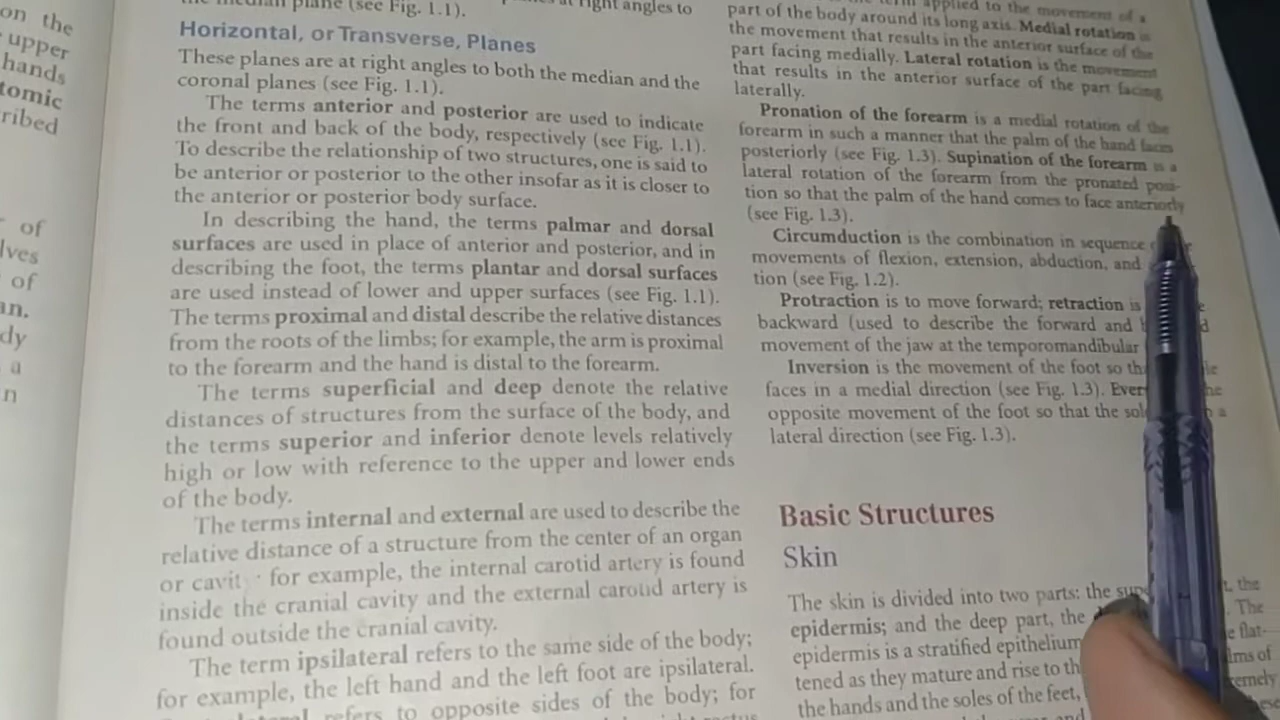 on the
upper
hands
tomic
ribed
of
lves
of
an.
dy
a
n
the median plane (see Fig. 1.1).
Horizontal, or Transverse, Planes
These planes are at right angles to both the median and the
coronal planes (see Fig. 1.1).
The terms anterior and posterior are used to indicate
the front and back of the body, respectively (see Fig. 1.1).
To describe the relationship of two structures, one is said to
be anterior or posterior to the other insofar as it is closer to
the anterior or posterior body surface.
In describing the hand, the terms palmar and dorsal
surfaces are used in place of anterior and posterior, and in
describing the foot, the terms plantar and dorsal surfaces
are used instead of lower and upper surfaces (see Fig. 1.1).
The terms proximal and distal describe the relative distances
from the roots of the limbs; for example, the arm is proximal
to the forearm and the hand is distal to the forearm.
The terms superficial and deep denote the relative
distances of structures from the surface of the body, and
the terms superior and inferior denote levels relatively
high or low with reference to the upper and lower ends
of the body.
The terms internal and external are used to describe the
relative distance of a structure from the center of an organ
or cavit for example, the internal carotid artery is found
inside the cranial cavity and the external carotid artery is
found outside the cranial cavity.
The term ipsilateral refers to the same side of the body;
for example, the left hand and the left foot are ipsilateral.
refers to opposite sides of the body; for
at right angles to
term applied to the movement of a
part of the body around its long axis. Medial rotation is
the movement that results in the anterior surface of the
part facing medially. Lateral rotation is the movement
that results in the anterior surface of the part facing
laterally.
Pronation of the forearm is a medial rotation of the
forearm in such a manner that the palm of the hand faces
posteriorly (see Fig. 1.3). Supination of the forearm is a
lateral rotation of the forearm from the pronated posi-
tion so that the palm of the hand comes to face anteriorly
(see Fig. 1.3).
Circumduction is the combination in sequence
movements of flexion, extension, abduction, and
tion (see Fig. 1.2).
Protraction is to move forward; retraction is
backward (used to describe the forward and
movement of the jaw at the temporomandibular
Inversion is the movement of the foot so
faces in a medial direction (see Fig. 1.3).
opposite movement of the foot so that the a
lateral direction (see Fig. 1.3).
Basic Structures
Skin
The skin is divided into two parts: the the
epidermis; and the deep part, the The
epidermis is a stratified epithelium flat-
tened as they mature and rise to
the hands and the soles of the feet,
and